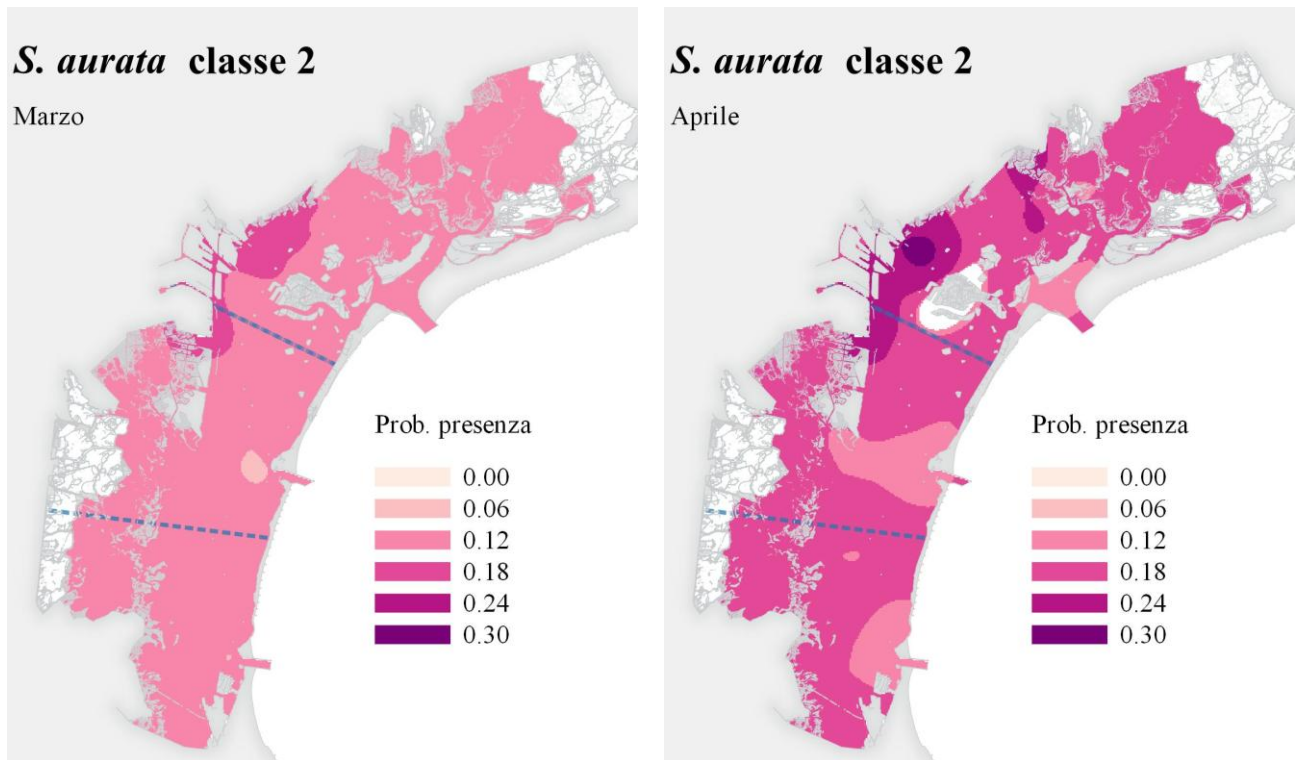 S. aurata classe 2
Marzo
Prob. presenza
0.00
0.06
0.12
0.18
0.24
0.30
S. aurata classe 2
Aprile
Prob. presenza
0.00
0.06
0.12
0.18
0.24
0.30